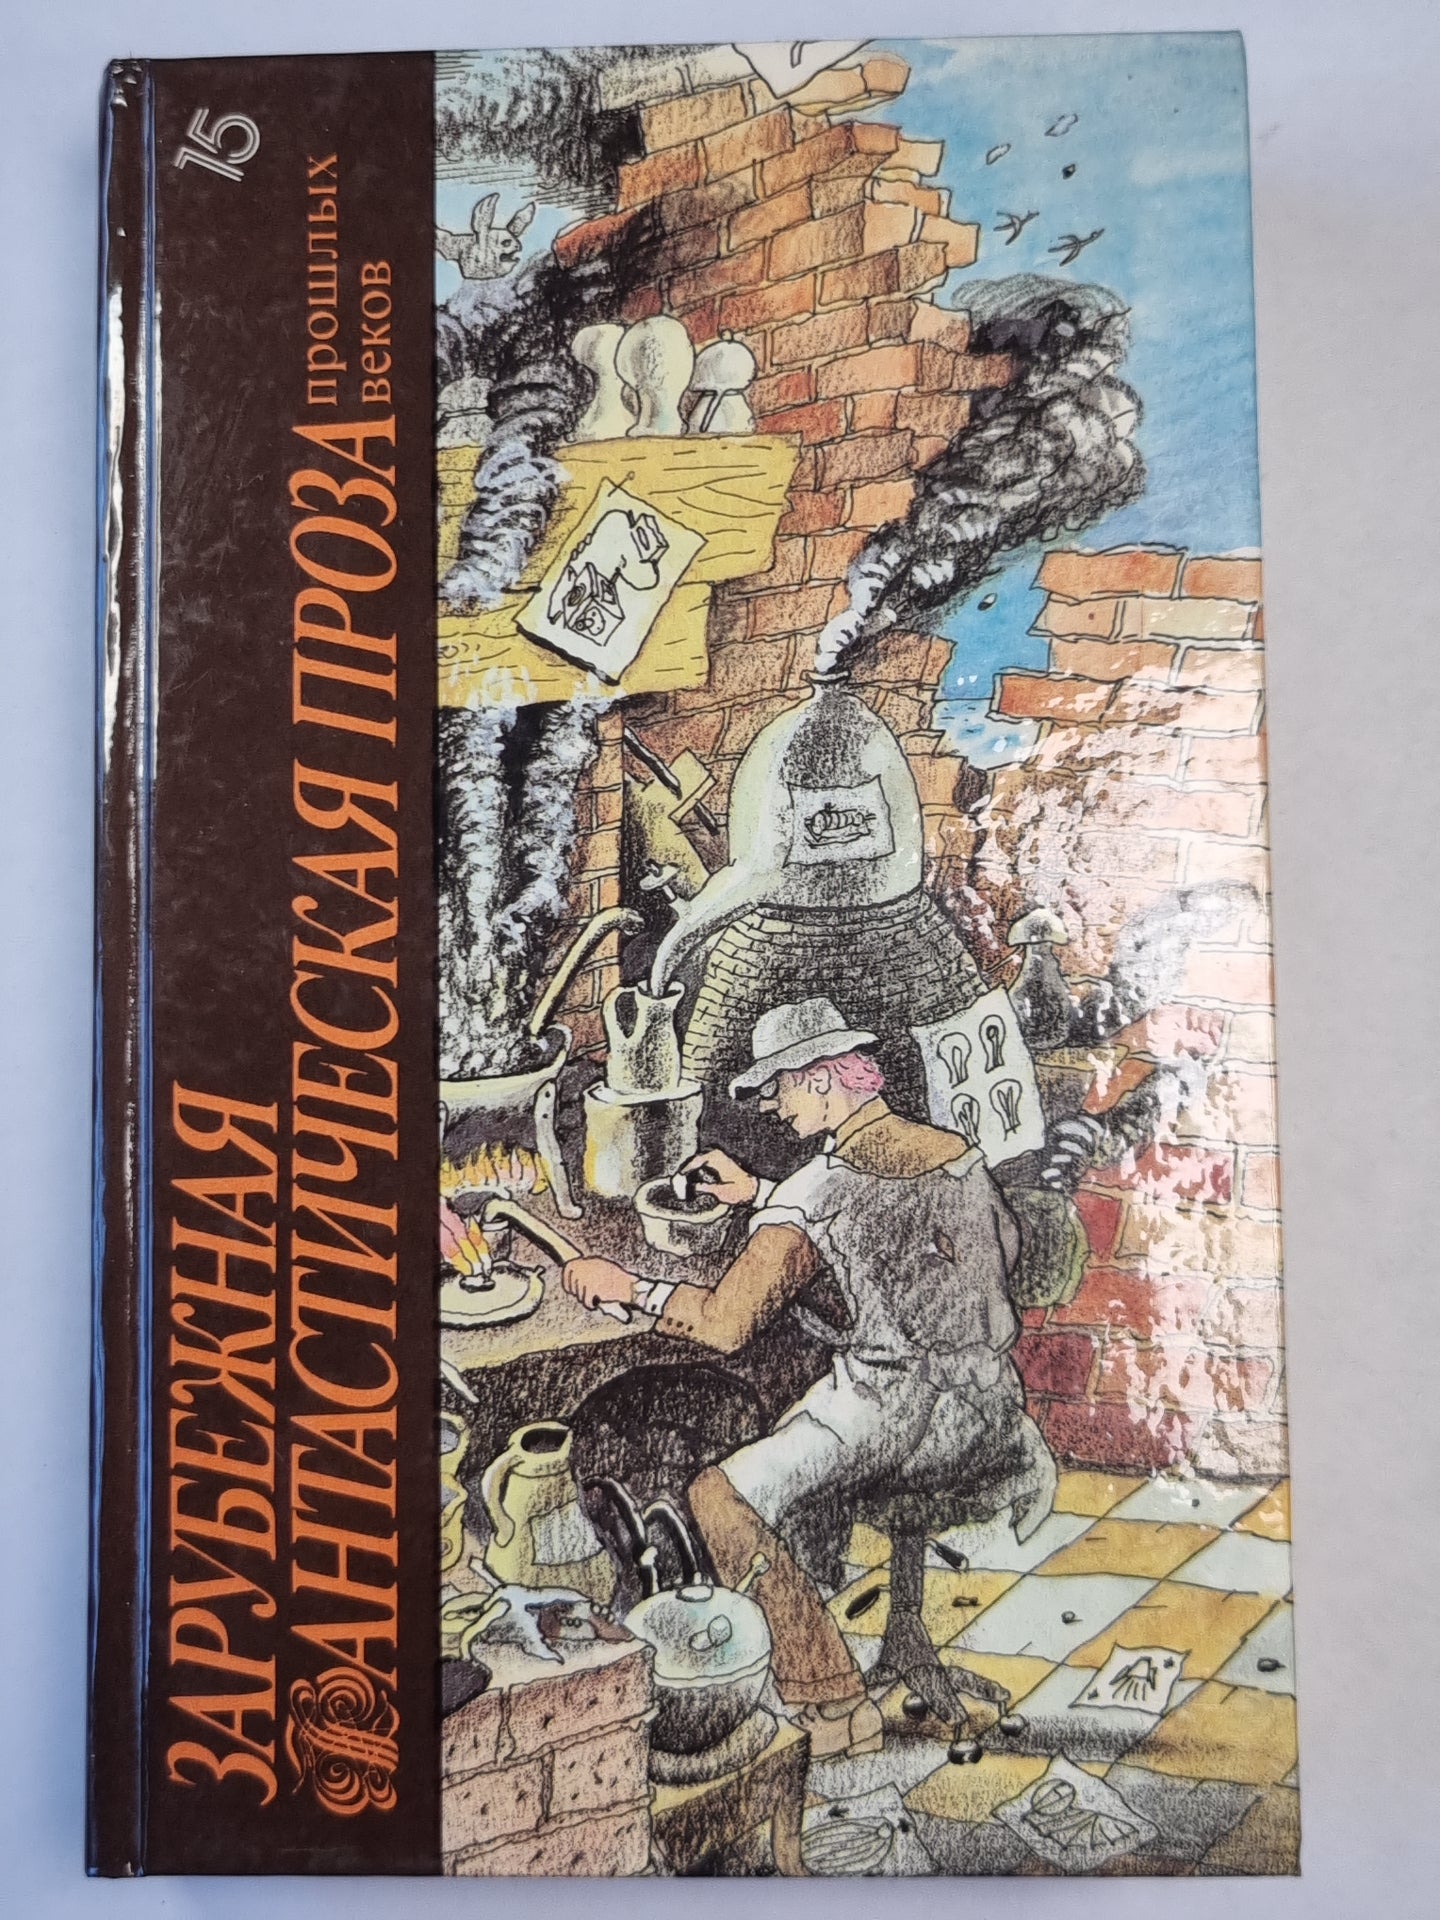 15
ЗАРУБЕЖНАЯ
ФАНТАСТИЧЕСКАЯ ПРОЗА
прошлых
веков